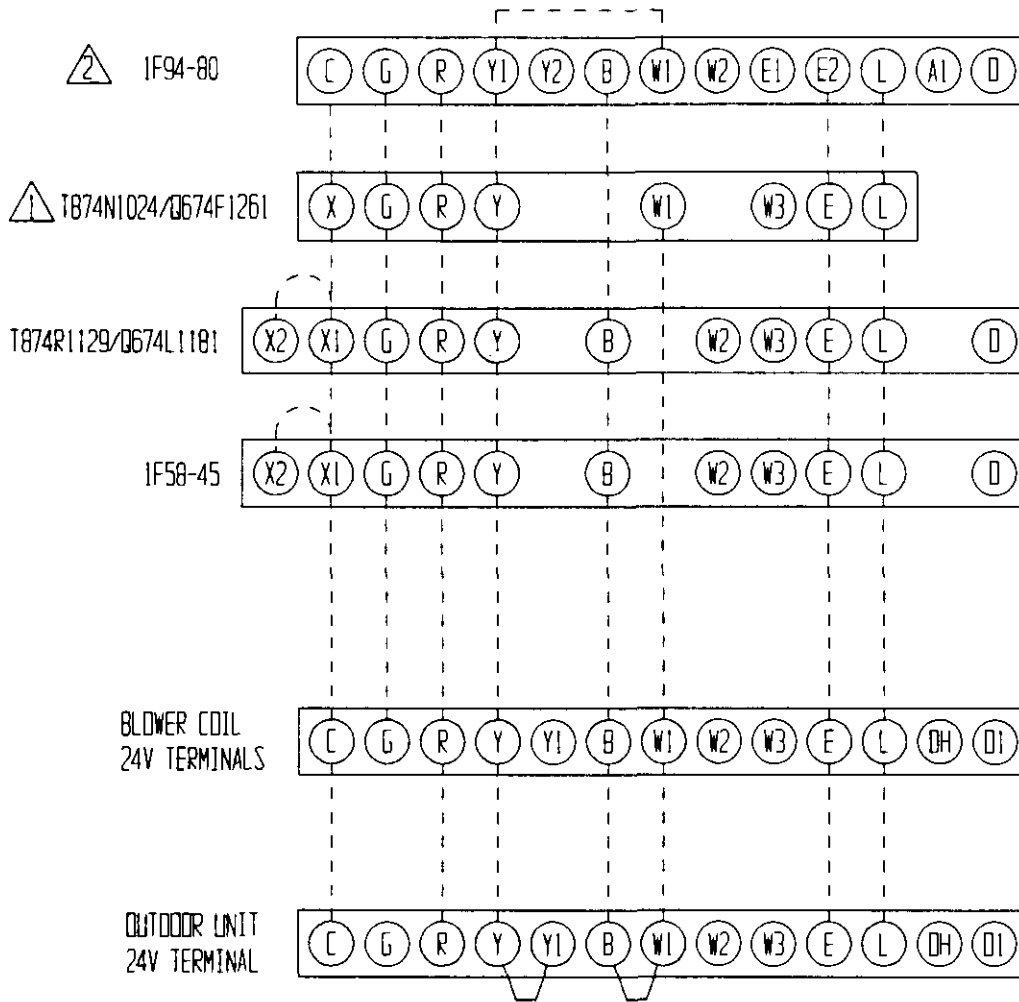 2 1F94-80 C G R Y1 Y2 B W1 W2 E1 E2 L A1 O
1 T874N1024/Q674F1261 X G R Y W1 W3 E L
T874R1129/Q674L1181 X2 X1 G R Y B W2 W3 E L O
1F58-45 X2 X1 G R Y B W2 W3 E L O
BLOWER COIL
24V TERMINALS
C G R Y Y1 B W1 W2 W3 E L DH D1
OUTDOOR UNIT
24V TERMINAL
C G R Y Y1 B W1 W2 W3 E L DH D1